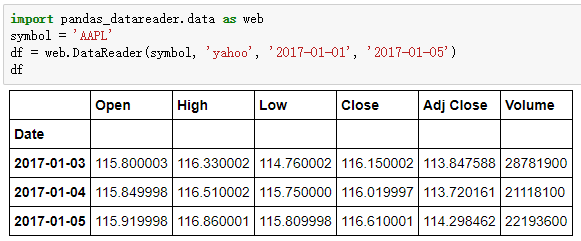 import pandas_datareader.data as web
symbol = 'AAPL'
df = web.DataReader(symbol, 'yahoo', '2017-01-01', '2017-01-05')
df
Open High Low Close Adj Close Volume
Date
2017-01-03 115.800003 116.330002 114.760002 116.150002 113.847588 28781900
2017-01-04 115.849998 116.510002 115.750000 116.019997 113.720161 21118100
2017-01-05 115.919998 116.860001 115.809998 116.610001 114.298462 22193600